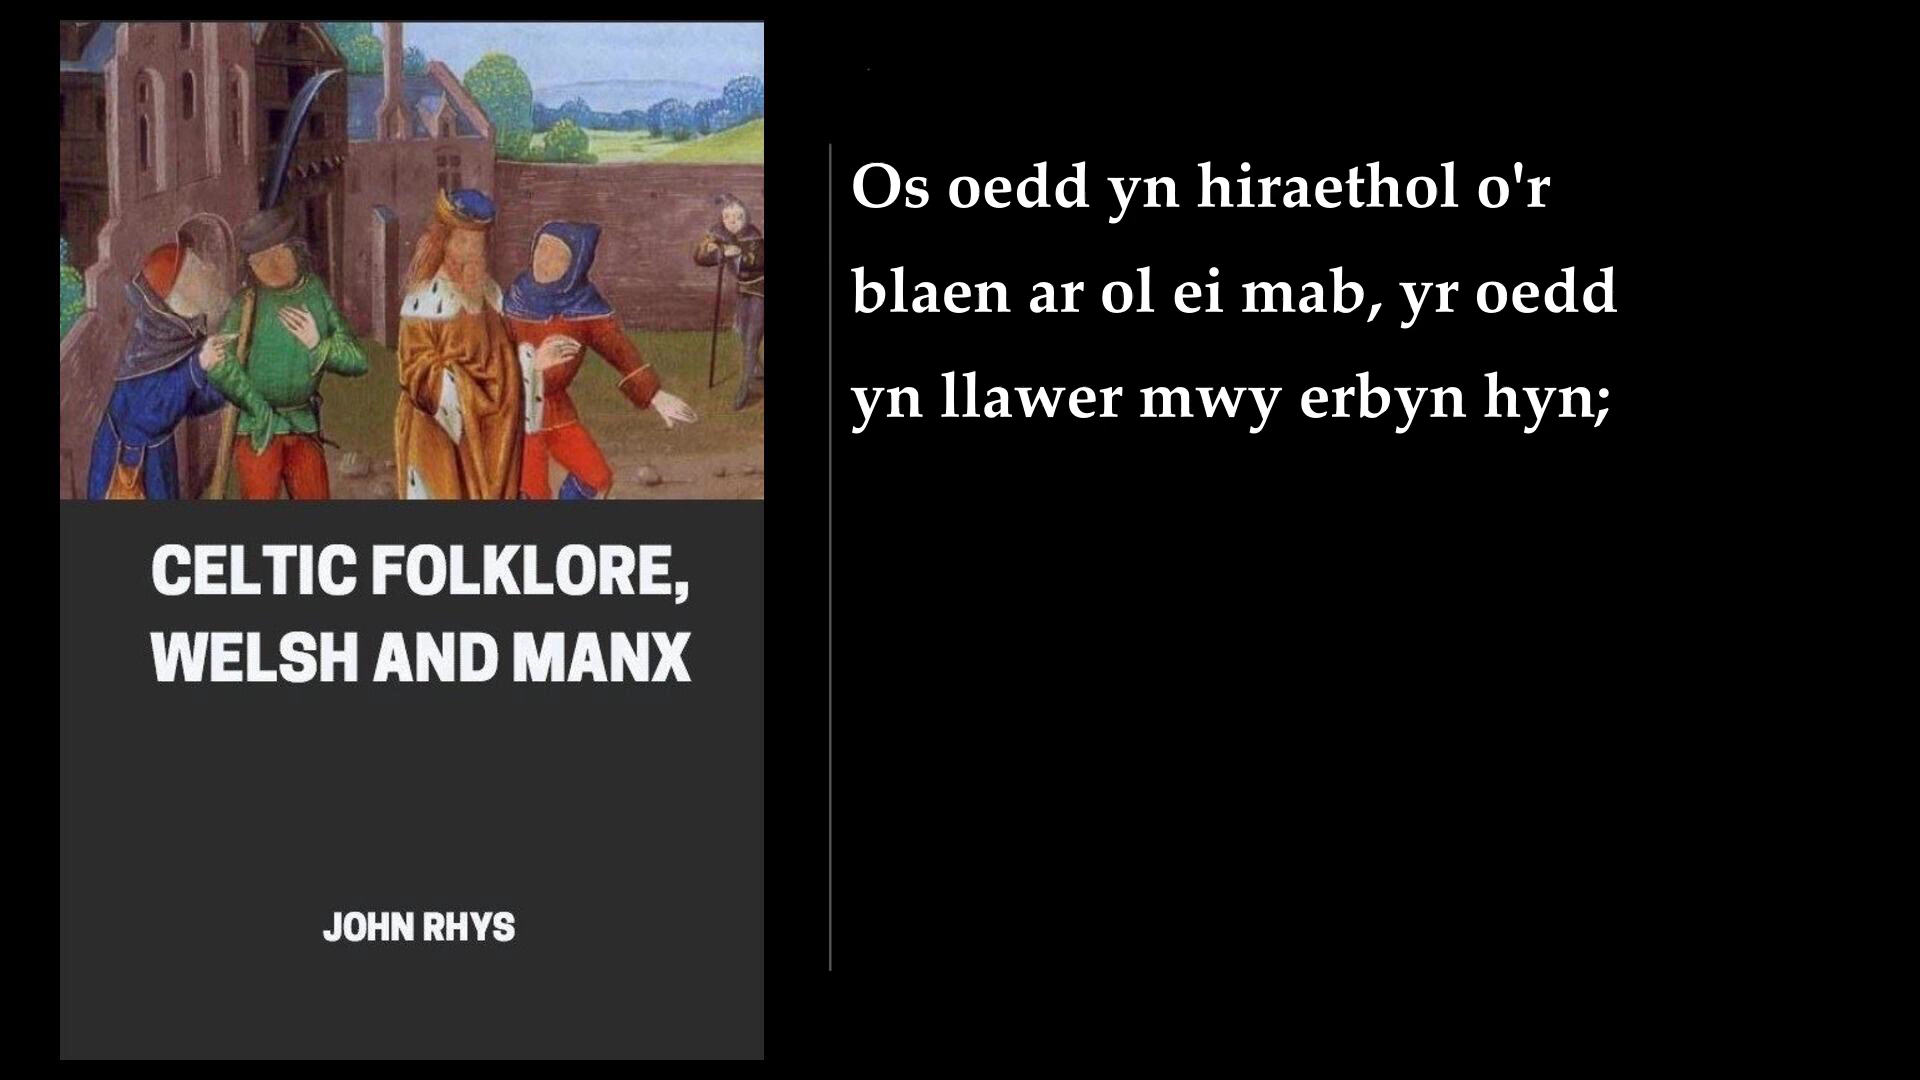 CELTIC FOLKLORE,
WELSH AND MANX
JOHN RHYS
Os oedd yn hiraethol o'r
blaen ar ol ei mab, yr oedd
yn llawer mwy erbyn hyn;